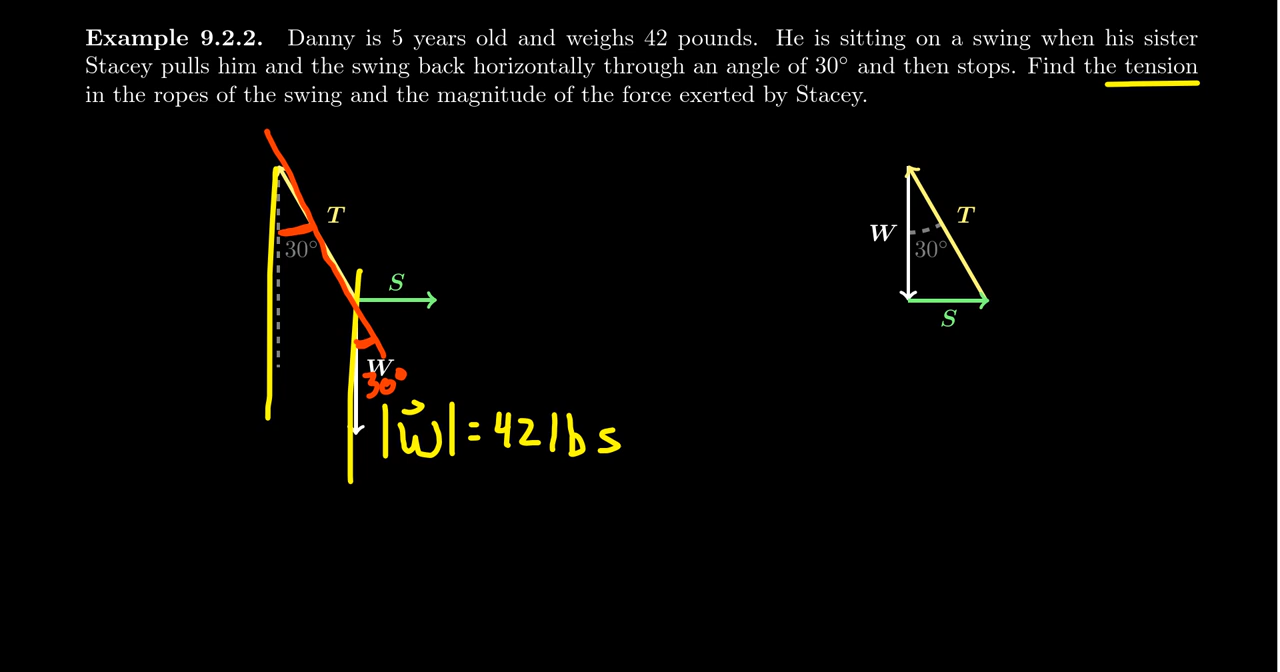 Example 9.2.2. Danny is 5 years old and weighs 42 pounds. He is sitting on a swing when his sister
Stacey pulls him and the swing back horizontally through an angle of 30° and then stops. Find the tension
in the ropes of the swing and the magnitude of the force exerted by Stacey.
T
30°
S
W
30°
|w⃗| = 42 lbs
W
T
30°
S